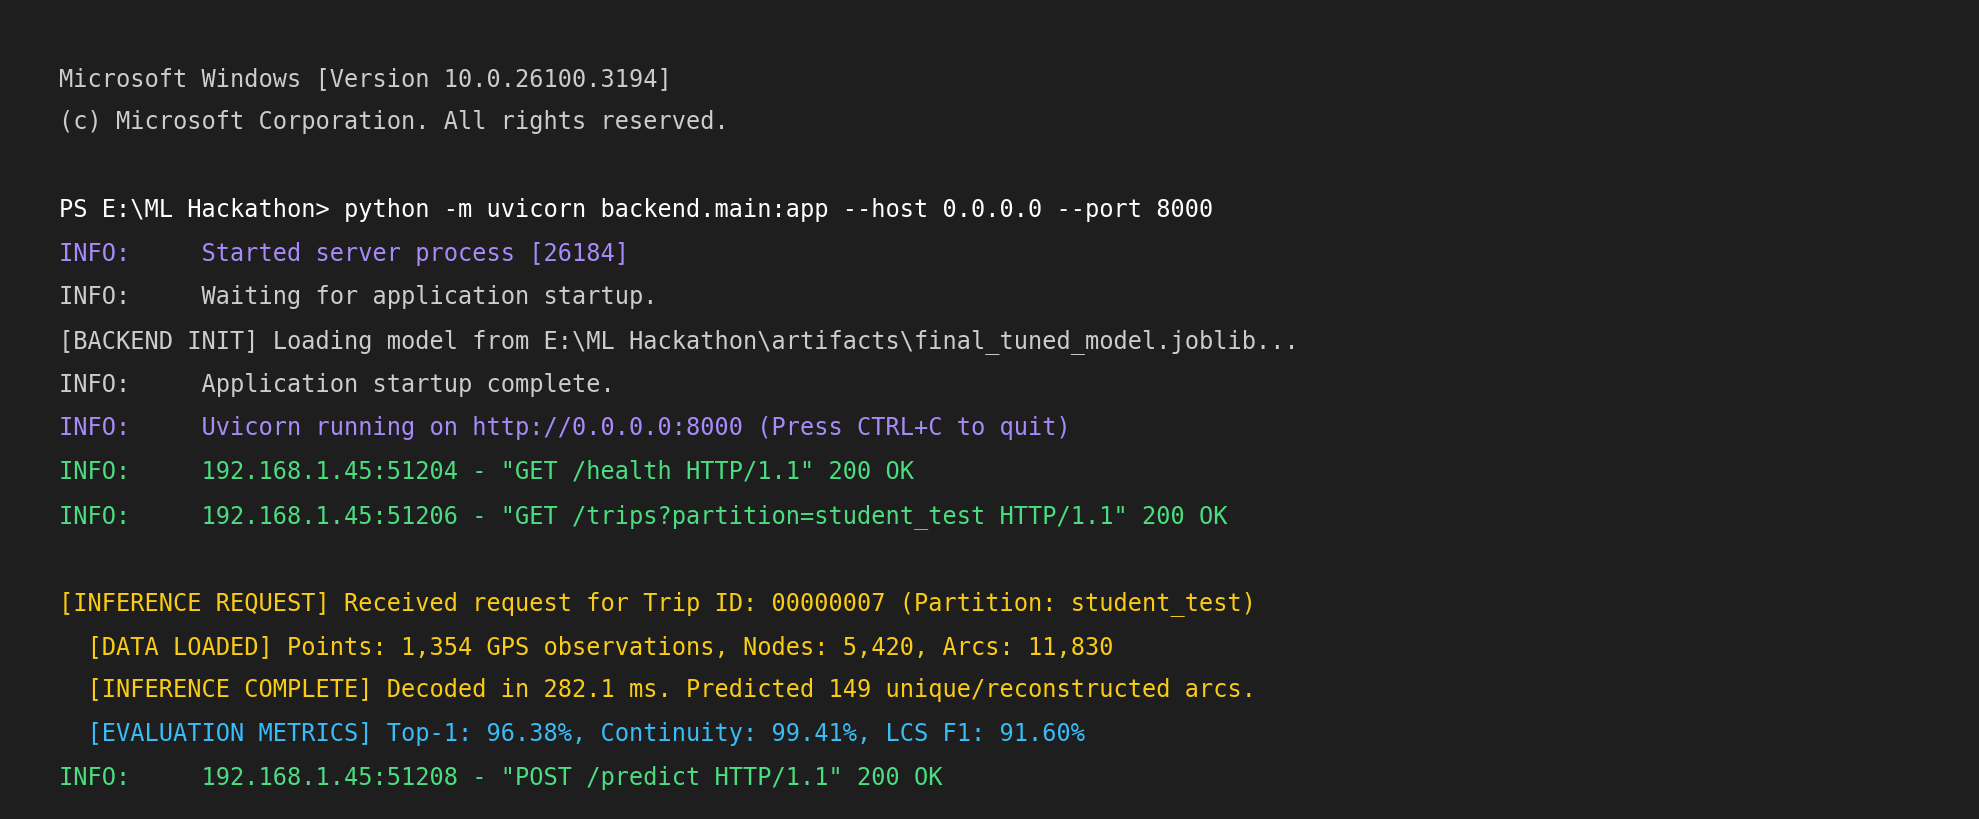 Microsoft Windows [Version 10.0.26100.3194]
(c) Microsoft Corporation. All rights reserved.
PS E:\ML Hackathon> python -m uvicorn backend.main:app --host 0.0.0.0 --port 8000
INFO:     Started server process [26184]
INFO:     Waiting for application startup.
[BACKEND INIT] Loading model from E:\ML Hackathon\artifacts\final_tuned_model.joblib...
INFO:     Application startup complete.
INFO:     Uvicorn running on http://0.0.0.0:8000 (Press CTRL+C to quit)
INFO:     192.168.1.45:51204 - "GET /health HTTP/1.1" 200 OK
INFO:     192.168.1.45:51206 - "GET /trips?partition=student_test HTTP/1.1" 200 OK
[INFERENCE REQUEST] Received request for Trip ID: 00000007 (Partition: student_test)
  [DATA LOADED] Points: 1,354 GPS observations, Nodes: 5,420, Arcs: 11,830
  [INFERENCE COMPLETE] Decoded in 282.1 ms. Predicted 149 unique/reconstructed arcs.
  [EVALUATION METRICS] Top-1: 96.38%, Continuity: 99.41%, LCS F1: 91.60%
INFO:     192.168.1.45:51208 - "POST /predict HTTP/1.1" 200 OK